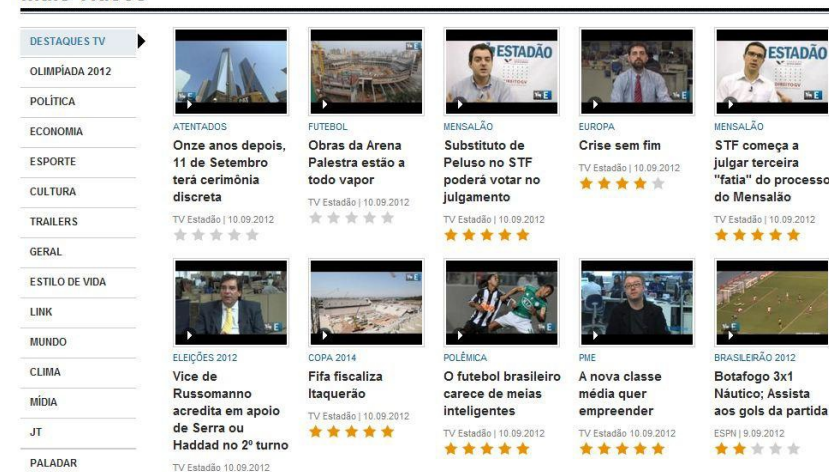 DESTAQUES TV
OLIMPÍADA 2012
POLÍTICA
ECONOMIA
ESPORTE
CULTURA
TRAILERS
GERAL
ESTILO DE VIDA
LINK
MUNDO
CLIMA
MÍDIA
JT
PALADAR
ATENTADOS
Onze anos depois,
11 de Setembro
terá cerimônia
discreta
TV Estadão | 10.09.2012
FUTEBOL
Obras da Arena
Palestra estão a
todo vapor
TV Estadão | 10.09.2012
ESTADÃO
MENSALÃO
Substituto de
Peluso no STF
poderá votar no
julgamento
TV Estadão | 10.09.2012
EUROPA
Crise sem fim
TV Estadão | 10.09.2012
ESTADÃO
MENSALÃO
STF começa a
julgar terceira
"fatia" do processo
do Mensalão
TV Estadão | 10.09.2012
ELEIÇÕES 2012
Vice de
Russomanno
acredita em apoio
de Serra ou
Haddad no 2º turno
TV Estadão 10.09.2012
COPA 2014
Fifa fiscaliza
Itaquerão
TV Estadão | 10.09.2012
POLÊMICA
O futebol brasileiro
carece de meias
inteligentes
TV Estadão | 10.09.2012
PME
A nova classe
média quer
empreender
TV Estadão 10.09.2012
BRASILEIRÃO 2012
Botafogo 3x1
Náutico; Assista
aos gols da partida
ESPN | 9.09.2012